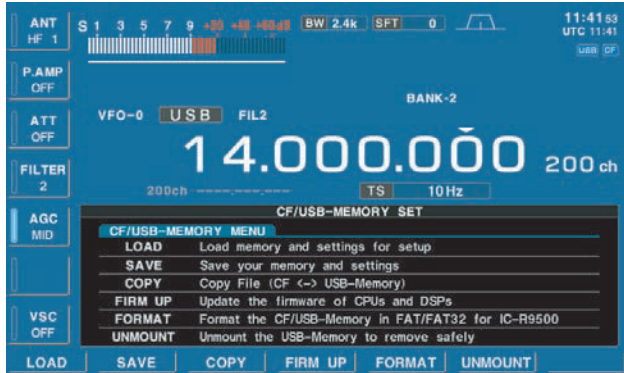 ANT
HF 1
S 1 3 5 7 9 +20 +40 +60dB
BW 2.4k SFT 0
11:41 53
UTC 11:41
USB CF
P.AMP
OFF
BANK-2
ATT
OFF
VFO-0 USB FIL2
14.000.000 200 ch
FILTER
2
200ch --.---.---
TS 10Hz
AGC
MID
CF/USB-MEMORY SET
CF/USB-MEMORY MENU
LOAD Load memory and settings for setup
SAVE Save your memory and settings
COPY Copy File (CF <-> USB-Memory)
FIRM UP Update the firmware of CPUs and DSPs
FORMAT Format the CF/USB-Memory in FAT/FAT32 for IC-R9500
UNMOUNT Unmount the USB-Memory to remove safely
VSC
OFF
LOAD SAVE COPY FIRM UP FORMAT UNMOUNT